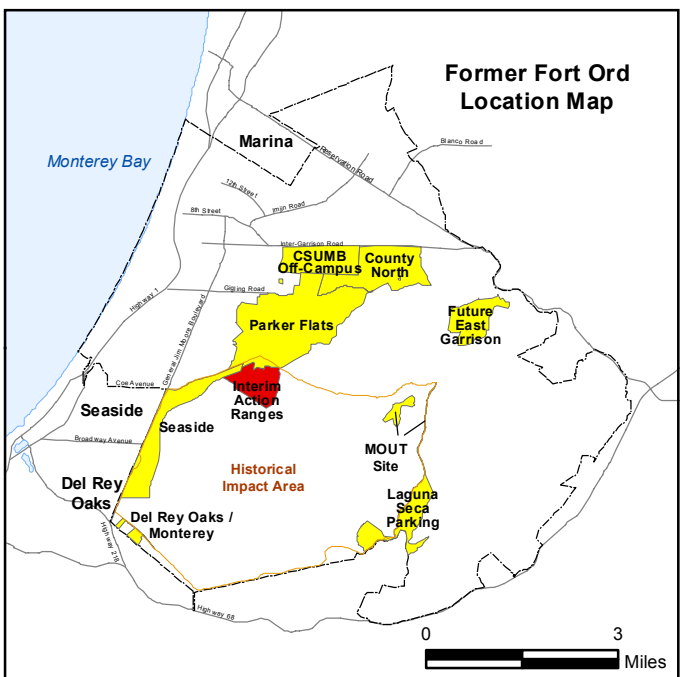 Former Fort Ord
Location Map
Marina
Monterey Bay
Blanco Road
Reservation Road
12th Street
Imjin Road
8th Street
Inter-Garrison Road
CSUMB
Off-Campus
County
North
Gigling Road
Highway 1
General Jim Moore Boulevard
Parker Flats
Future
East
Garrison
Coe Avenue
Interim
Action
Ranges
Seaside
Seaside
Broadway Avenue
MOUT
Site
Historical
Impact Area
Del Rey
Oaks
Laguna
Seca
Parking
Del Rey Oaks /
Monterey
Highway 218
Highway 68
0 3
Miles